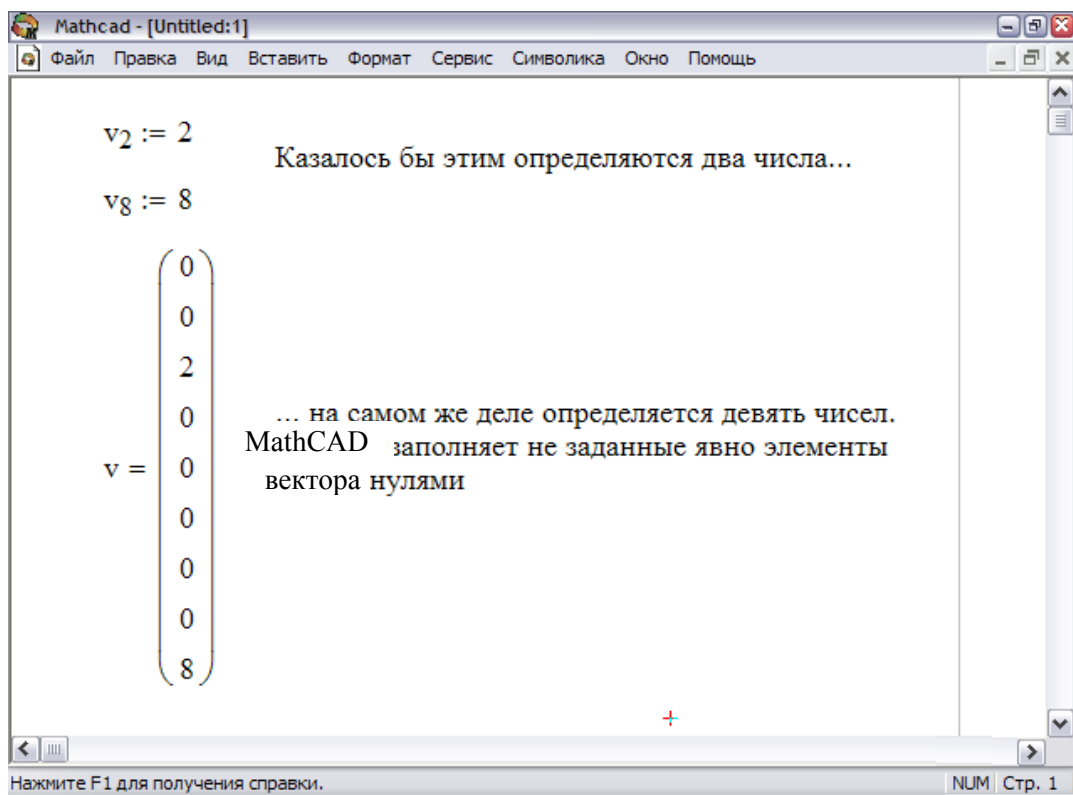 Mathcad - [Untitled:1]
Файл Правка Вид Вставить Формат Сервис Символика Окно Помощь
v2 := 2
Казалось бы этим определяются два числа...
v8 := 8
0
0
2
0
... на самом же деле определяется девять чисел.
MathCAD заполняет не заданные явно элементы
v = 0
вектора нулями
0
0
0
8
Нажмите F1 для получения справки. NUM Стр. 1